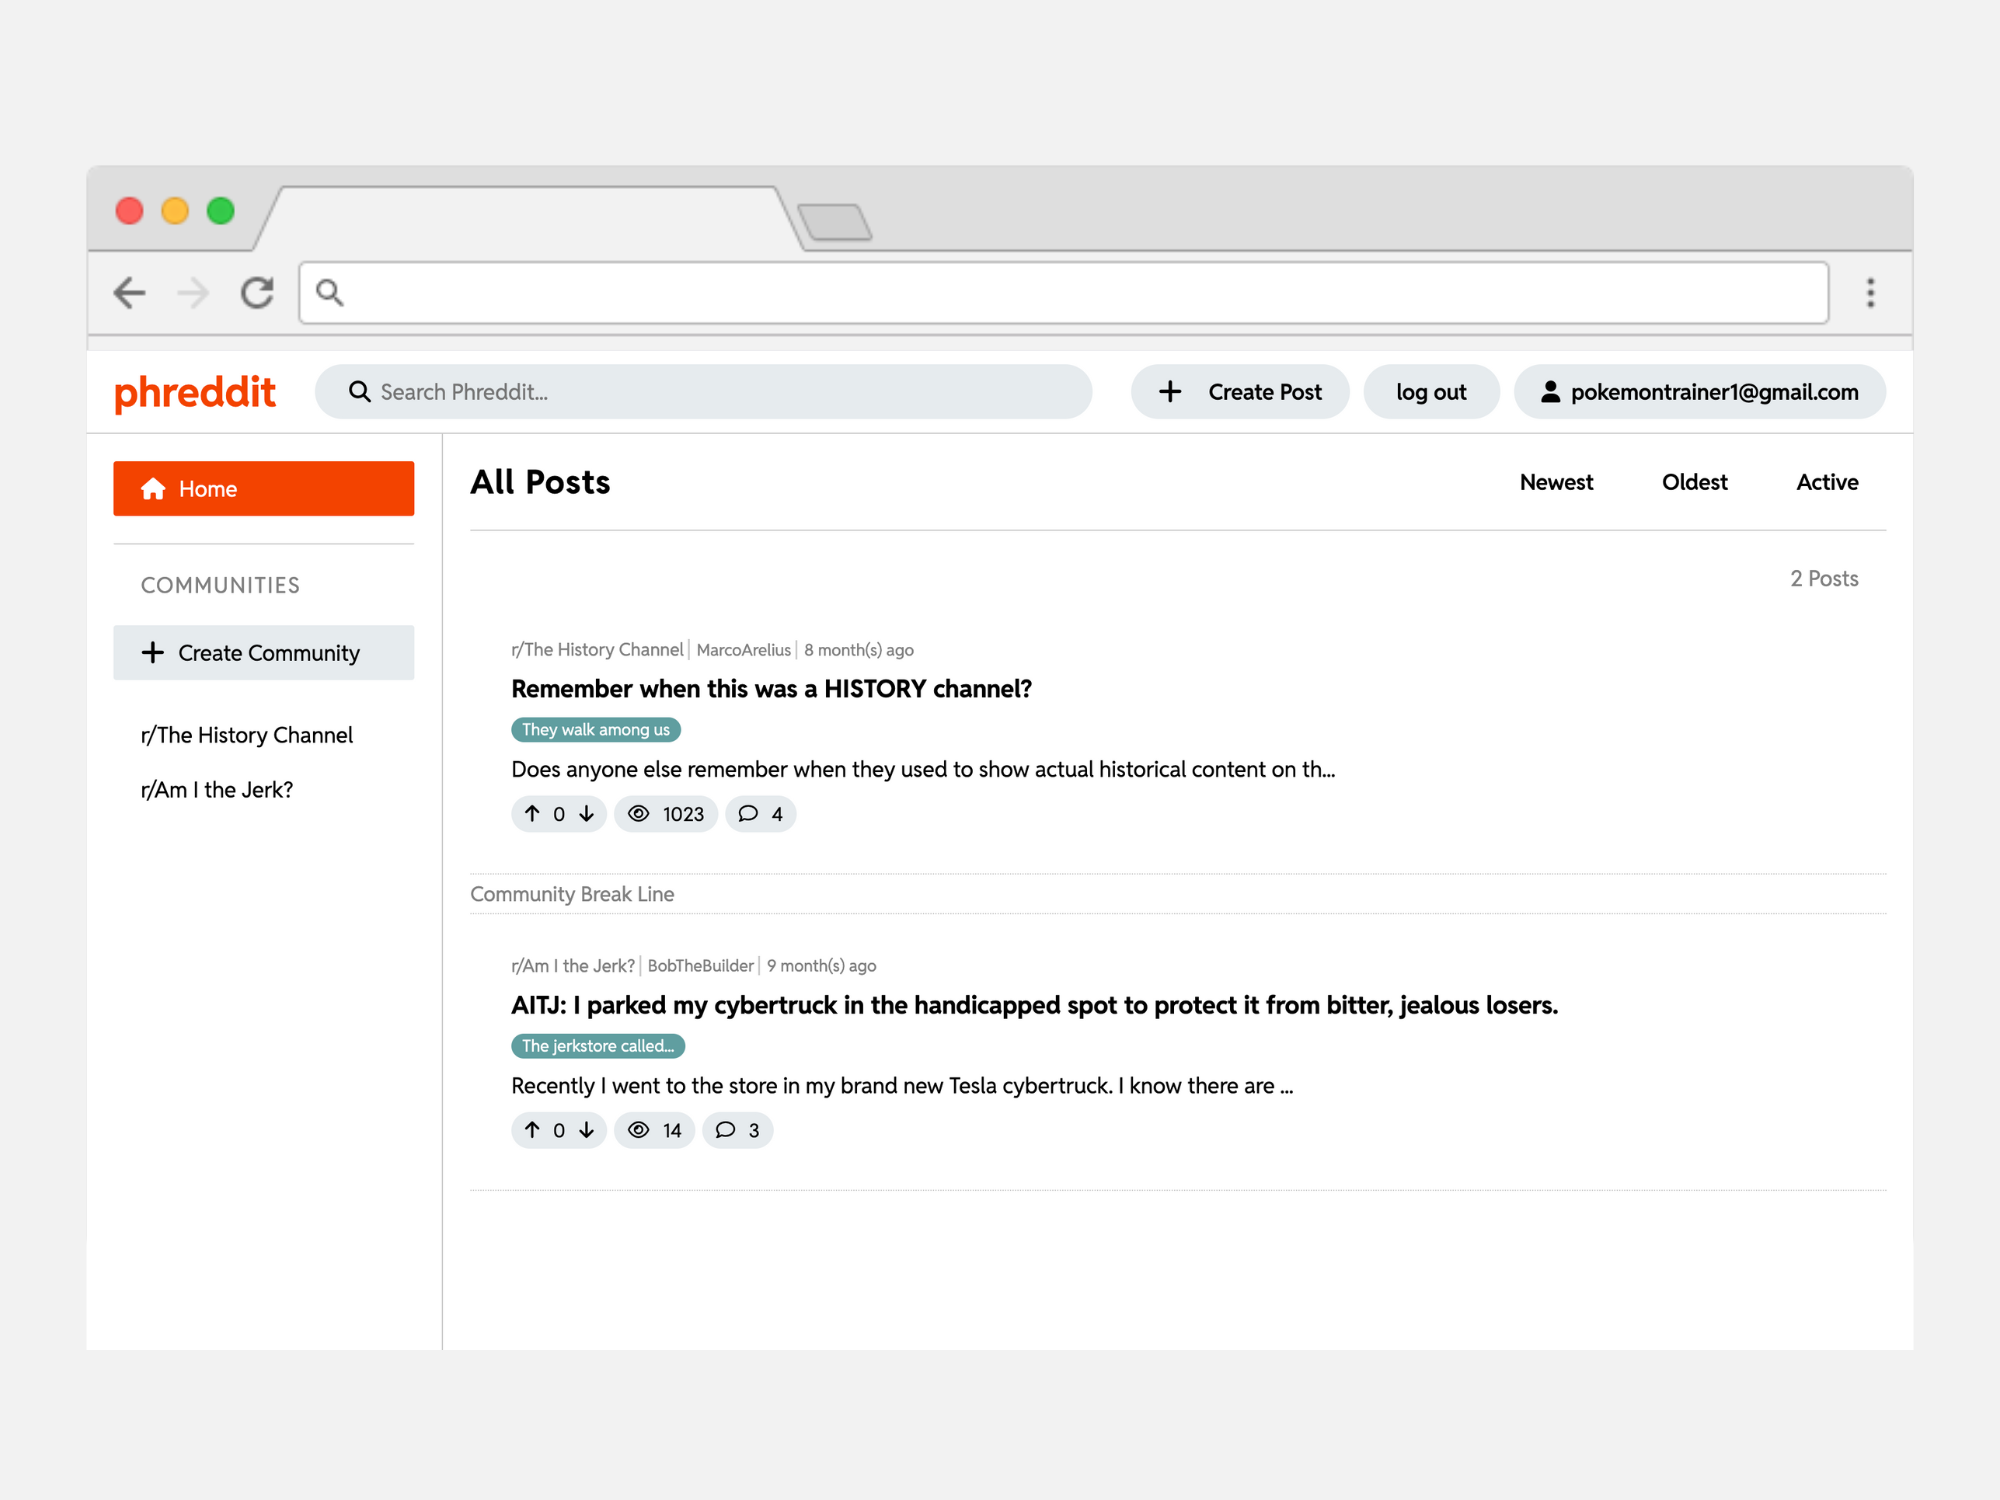 phreddit
Search Phreddit...
Create Post
log out
pokemontrainer1@gmail.com
Home
COMMUNITIES
Create Community
r/The History Channel
r/Am I the Jerk?
All Posts
Newest
Oldest
Active
2 Posts
r/The History Channel MarcoArelius 8 month(s) ago
Remember when this was a HISTORY channel?
They walk among us
Does anyone else remember when they used to show actual historical content on th...
0 1023 4
Community Break Line
r/Am I the Jerk? BobTheBuilder 9 month(s) ago
AITJ: I parked my cybertruck in the handicapped spot to protect it from bitter, jealous losers.
The jerkstore called...
Recently I went to the store in my brand new Tesla cybertruck. I know there are ...
0 14 3